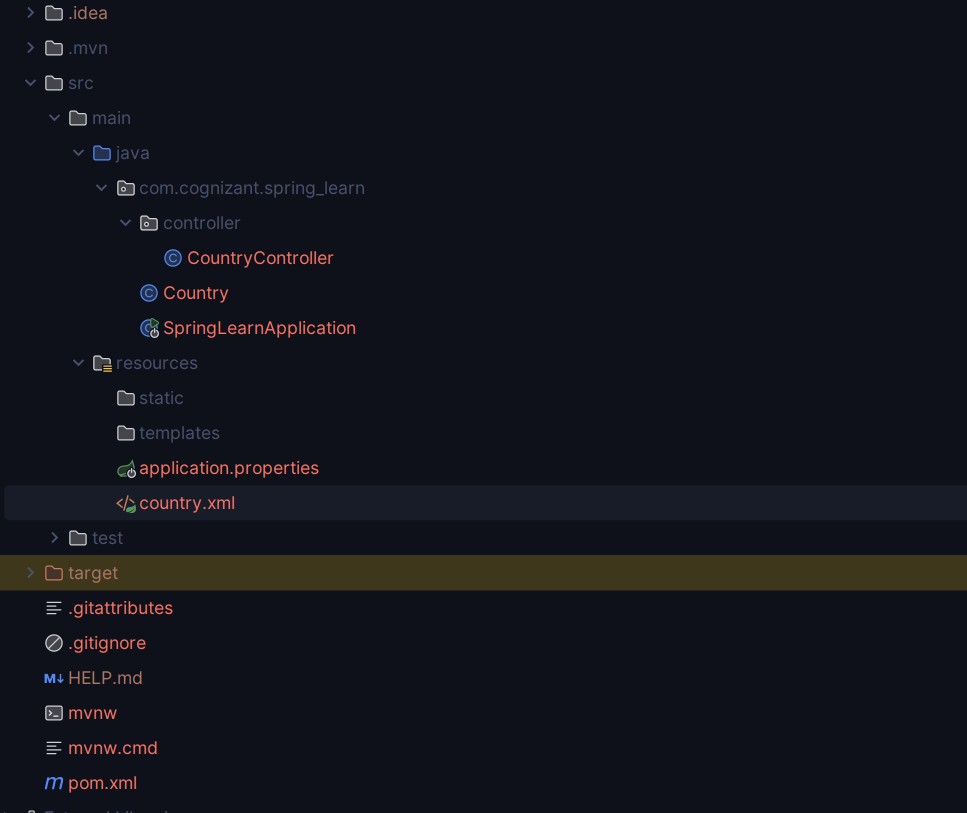 .idea
.mvn
src
main
java
com.cognizant.spring_learn
controller
CountryController
Country
SpringLearnApplication
resources
static
templates
application.properties
country.xml
test
target
.gitattributes
.gitignore
HELP.md
mvnw
mvnw.cmd
pom.xml